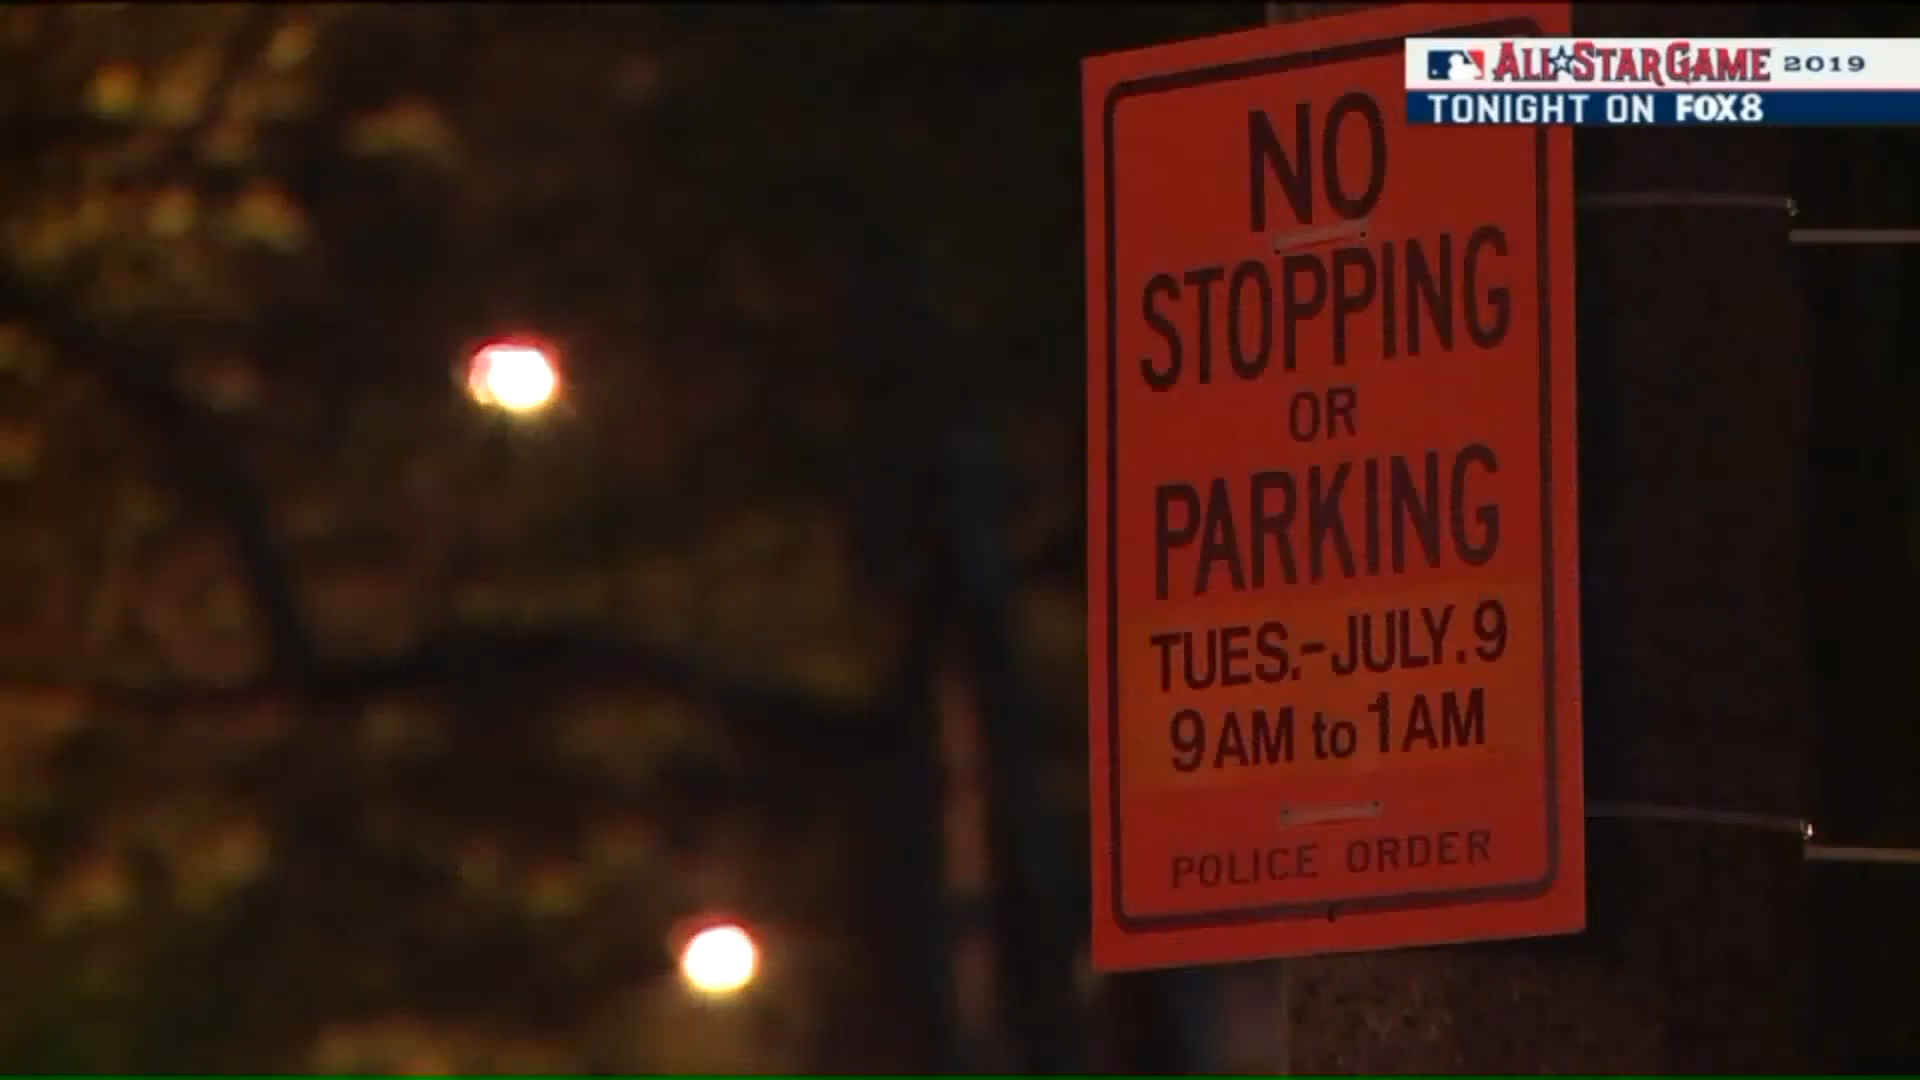 ALL STAR GAME 2019
TONIGHT ON FOX8
NO
STOPPING
OR
PARKING
TUES.-JULY.9
9AM to 1AM
POLICE ORDER